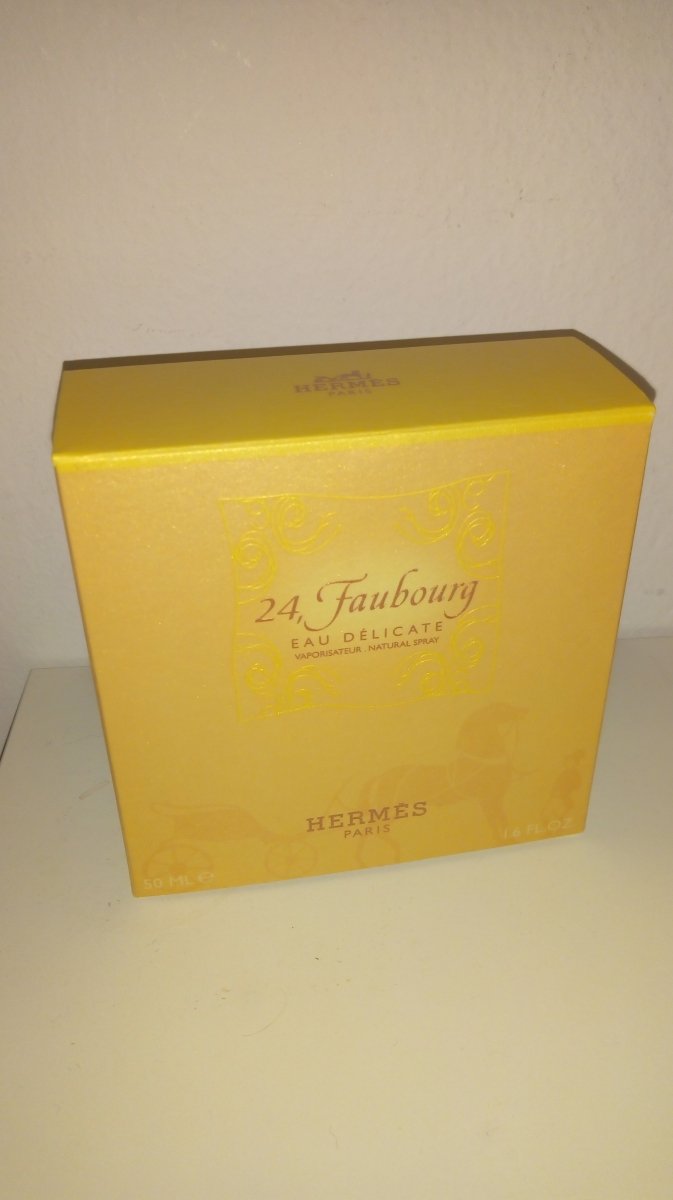 HERMÈS
PARIS
24, Faubourg
EAU DÉLICATE
VAPORISATEUR . NATURAL SPRAY
HERMÈS
PARIS
50 ML ℮
1.6 FL.OZ